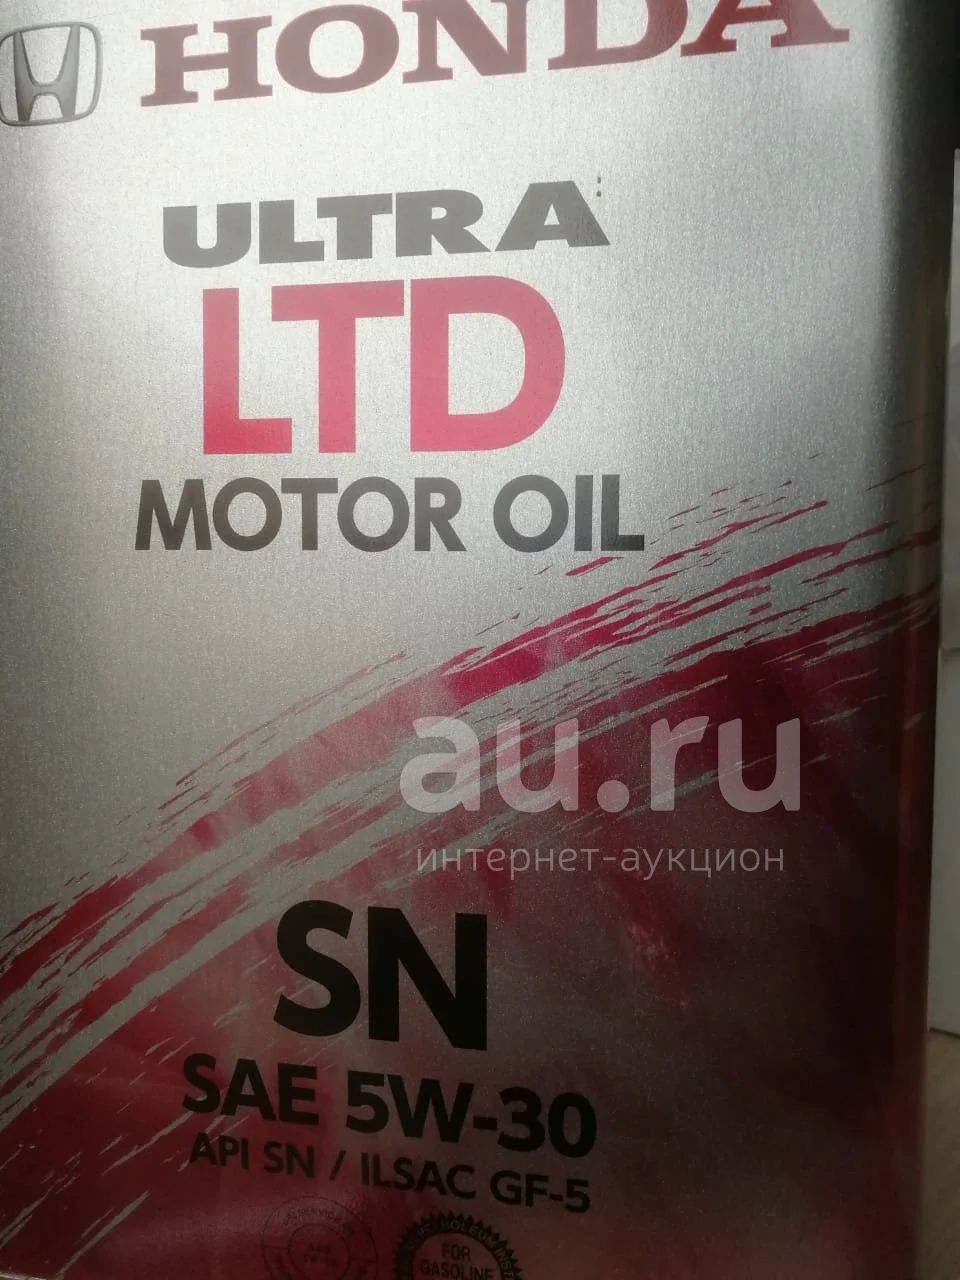 HONDA
ULTRA
LTD
MOTOR OIL
au.ru
интернет-аукцион
SN
SAE 5W-30
API SN / ILSAC GF-5
FOR
GASOLINE